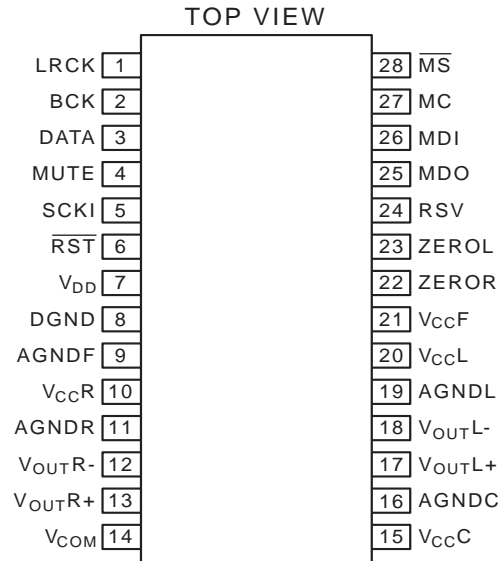 TOP VIEW
LRCK 1 28 M̅S̅
BCK 2 27 MC
DATA 3 26 MDI
MUTE 4 25 MDO
SCKI 5 24 RSV
R̅S̅T̅ 6 23 ZEROL
VDD 7 22 ZEROR
DGND 8 21 VCCF
AGNDF 9 20 VCCL
VCCR 10 19 AGNDL
AGNDR 11 18 VOUTL-
VOUTR- 12 17 VOUTL+
VOUTR+ 13 16 AGNDC
VCOM 14 15 VCCC